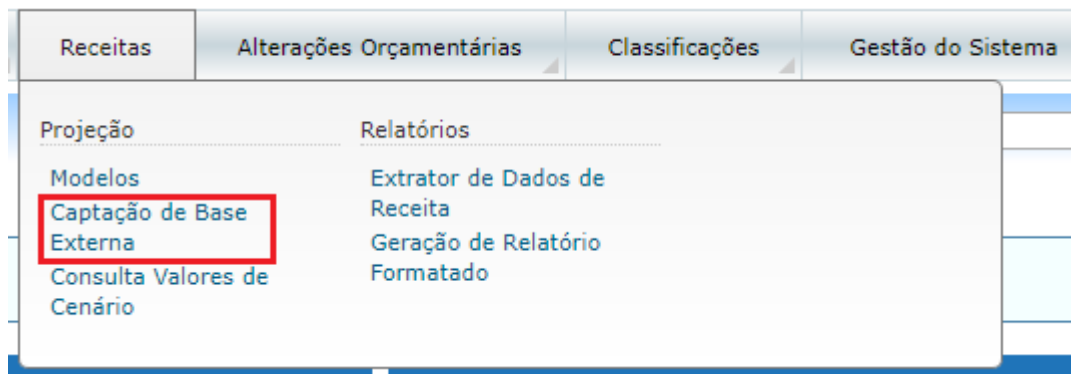 Receitas Alterações Orçamentárias Classificações Gestão do Sistema
Projeção
Modelos
Captação de Base
Externa
Consulta Valores de
Cenário
Relatórios
Extrator de Dados de
Receita
Geração de Relatório
Formatado